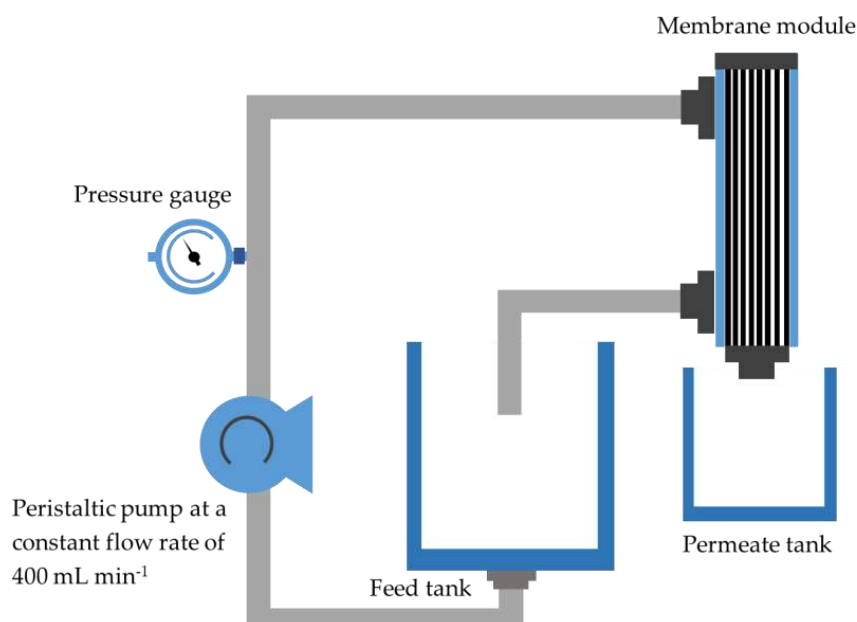 Membrane module
Pressure gauge
Peristaltic pump at a
constant flow rate of
400 mL min⁻¹
Feed tank
Permeate tank